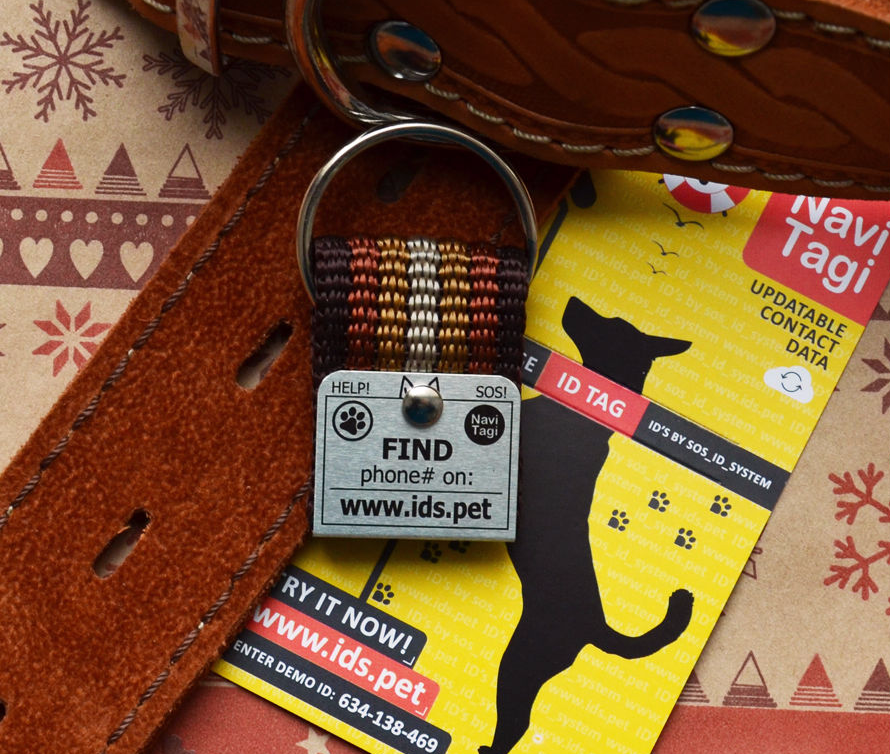 Navi
Tagi
UPDATABLE
CONTACT
DATA
ID TAG
ID'S BY SOS_ID_SYSTEM
HELP!
SOS!
Navi
Tagi
FIND
phone# on:
www.ids.pet
TRY IT NOW!
www.ids.pet
ENTER DEMO ID: 634-138-469